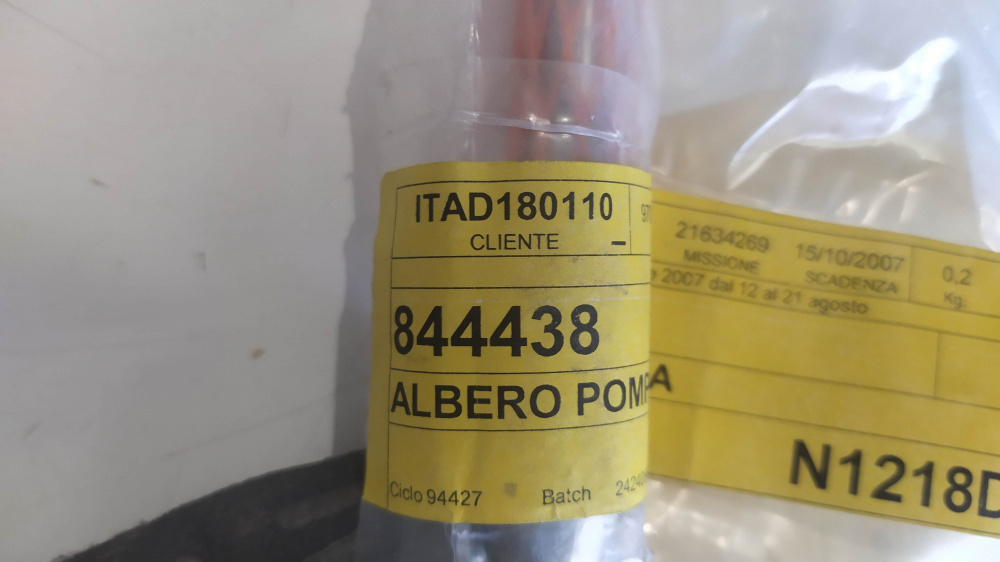 ITAD180110
CLIENTE
21634269 15/10/2007 0,2
MISSIONE SCADENZA Kg.
2007 dal 12 al 21 agosto
844438
ALBERO POMPA
N1218D
Ciclo 94427 Batch